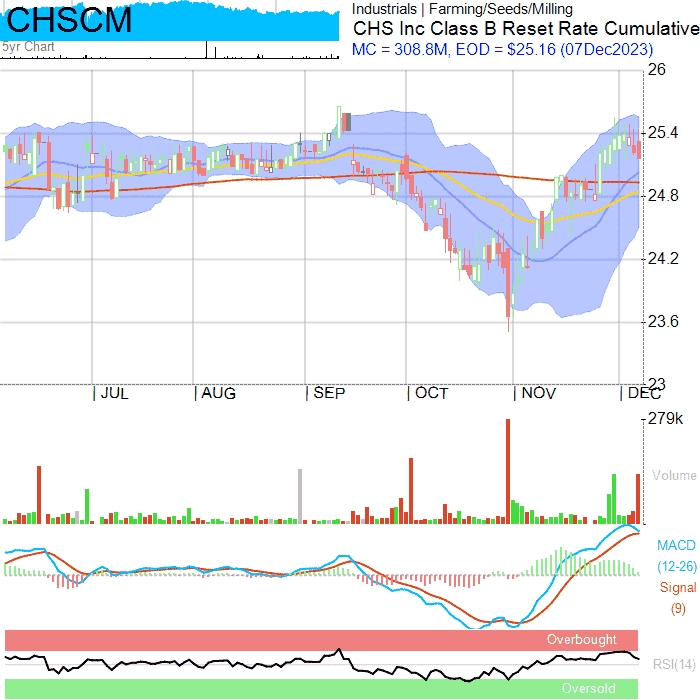 CHSCM
5yr Chart
Industrials | Farming/Seeds/Milling
CHS Inc Class B Reset Rate Cumulative
MC = 308.8M, EOD = $25.16 (07Dec2023)
26
25.4
24.8
24.2
23.6
23
JUL AUG SEP OCT NOV DEC
279k
Volume
MACD
(12-26)
Signal
(9)
Overbought
RSI(14)
Oversold